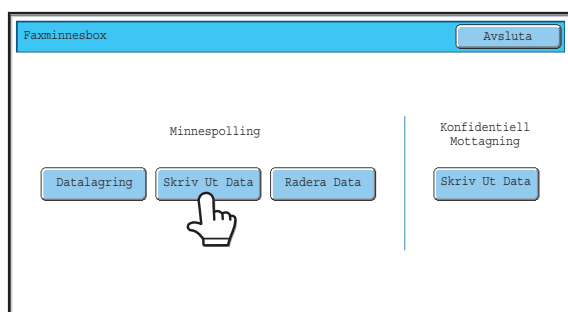 Faxminnesbox
Avsluta
Minnespolling
Datalagring
Skriv Ut Data
Radera Data
Konfidentiell
Mottagning
Skriv Ut Data